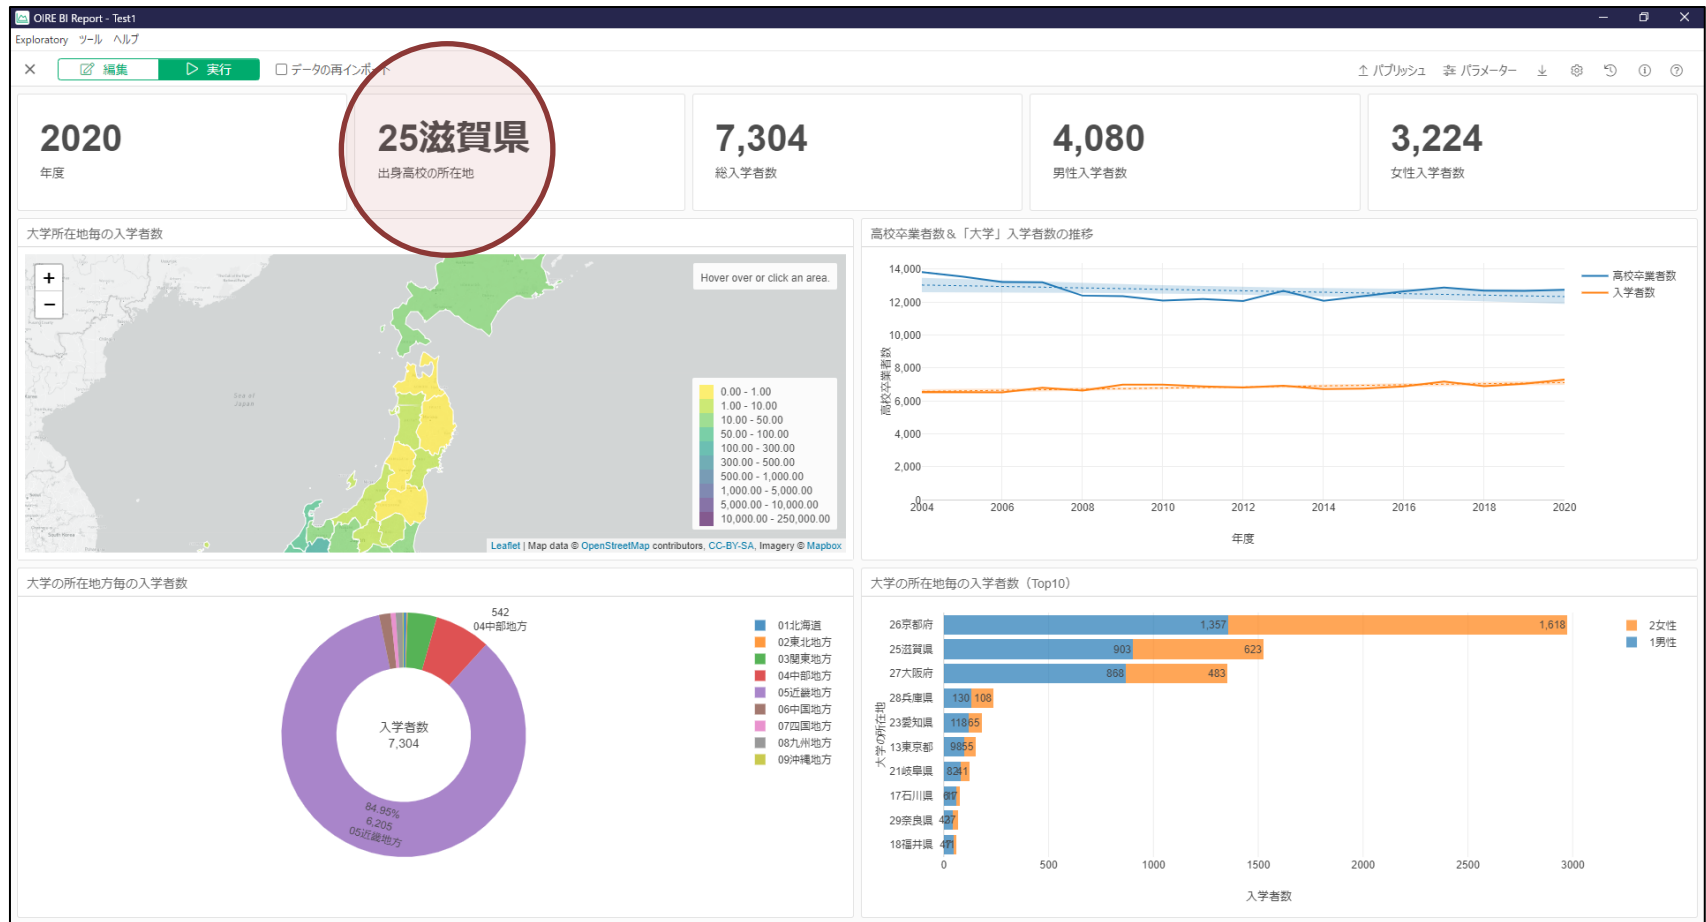 OIRE BI Report - Test1
Exploratory ツール ヘルプ
編集 実行 データの再インポート パブリッシュ パラメーター
2020
年度
25滋賀県
出身高校の所在地
7,304
総入学者数
4,080
男性入学者数
3,224
女性入学者数
大学所在地毎の入学者数
+
−
Hover over or click an area.
Sea of
Japan
0.00 - 1.00
1.00 - 10.00
10.00 - 50.00
50.00 - 100.00
100.00 - 300.00
300.00 - 500.00
500.00 - 1,000.00
1,000.00 - 5,000.00
5,000.00 - 10,000.00
10,000.00 - 250,000.00
Leaflet | Map data © OpenStreetMap contributors, CC-BY-SA, Imagery © Mapbox
高校卒業者数&「大学」入学者数の推移
高校卒業者数
14,000
12,000
10,000
8,000
6,000
4,000
2,000
0
2004 2006 2008 2010 2012 2014 2016 2018 2020
年度
高校卒業者数
入学者数
大学の所在地方毎の入学者数
542
04中部地方
入学者数
7,304
84.95%
6,205
05近畿地方
01北海道
02東北地方
03関東地方
04中部地方
05近畿地方
06中国地方
07四国地方
08九州地方
09沖縄地方
大学の所在地毎の入学者数（Top10）
大学の所在地
26京都府 1,357 1,618
25滋賀県 903 623
27大阪府 868 483
28兵庫県 130 108
23愛知県 118 65
13東京都 98 55
21岐阜県 82 41
17石川県
29奈良県
18福井県
0 500 1000 1500 2000 2500 3000
入学者数
2女性
1男性